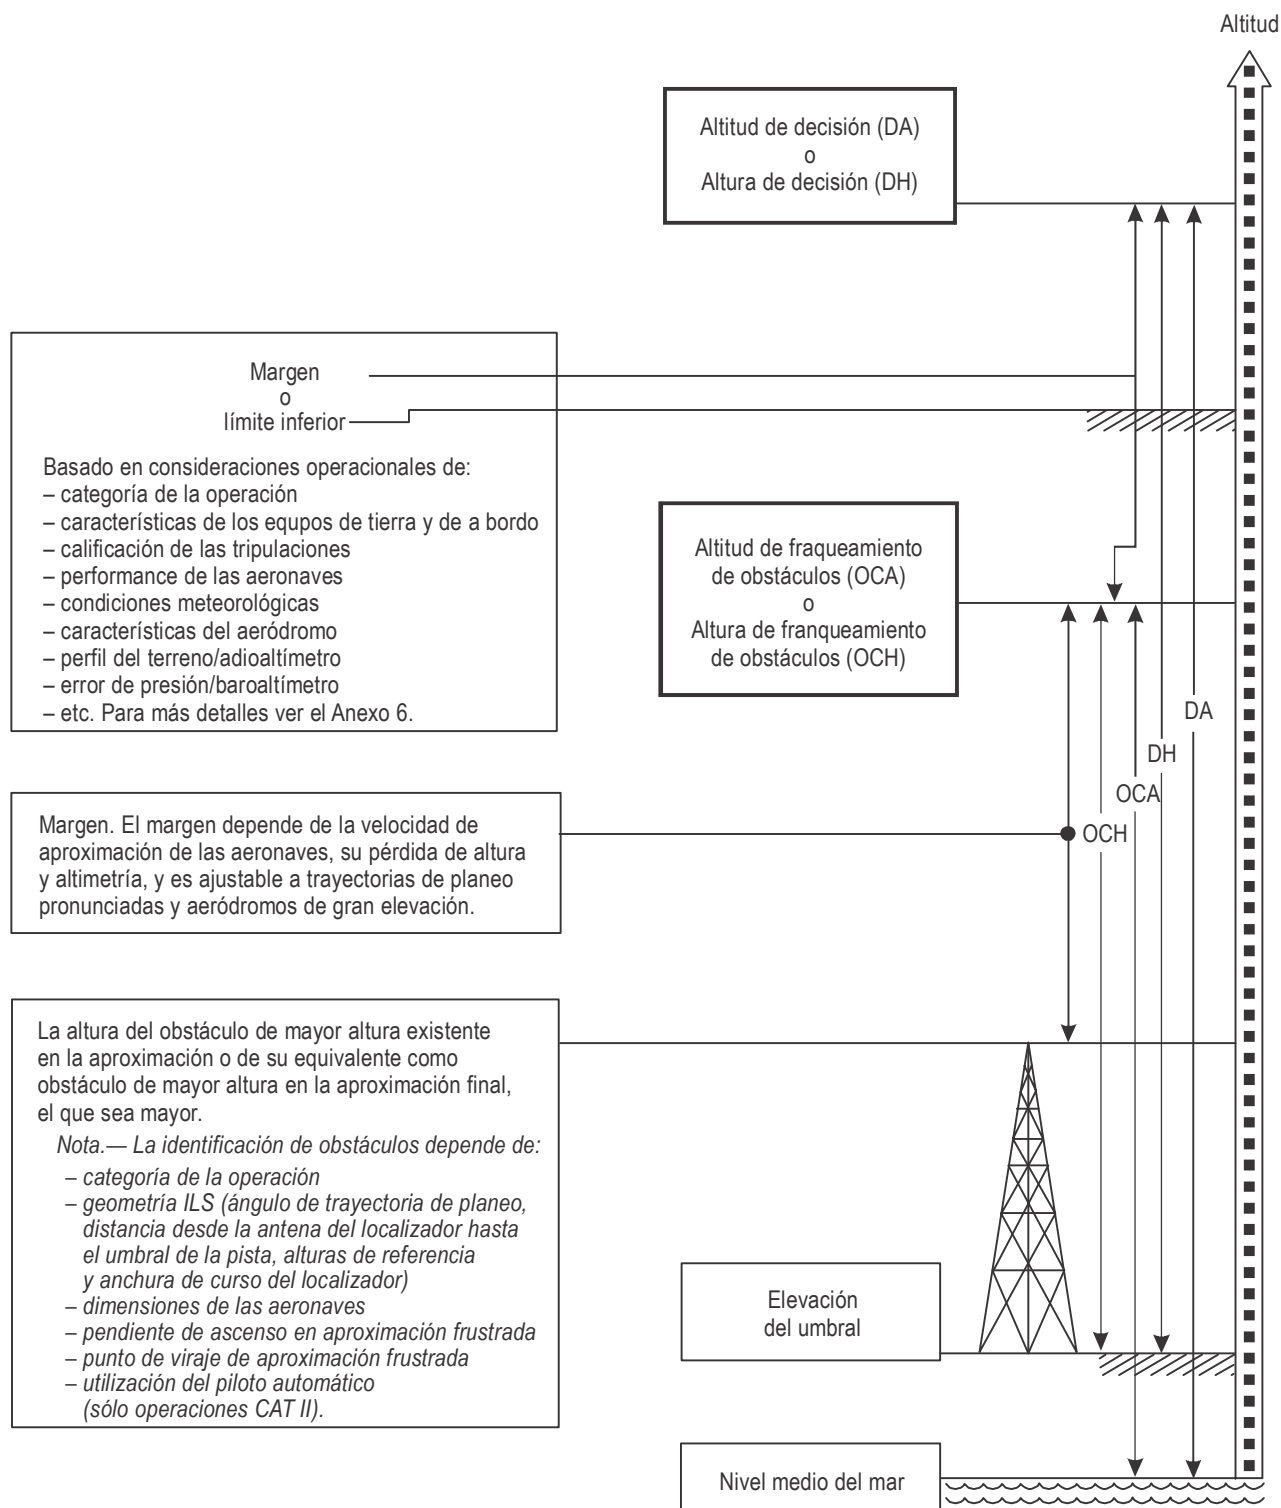 Altitud
Altitud de decisión (DA)
o
Altura de decisión (DH)
Margen
o
límite inferior
Basado en consideraciones operacionales de:
– categoría de la operación
– características de los equpos de tierra y de a bordo
– calificación de las tripulaciones
– performance de las aeronaves
– condiciones meteorológicas
– características del aeródromo
– perfil del terreno/adioaltímetro
– error de presión/baroaltímetro
– etc. Para más detalles ver el Anexo 6.
Altitud de fraqueamiento
de obstáculos (OCA)
o
Altura de franqueamiento
de obstáculos (OCH)
DA
DH
OCA
OCH
Margen. El margen depende de la velocidad de
aproximación de las aeronaves, su pérdida de altura
y altimetría, y es ajustable a trayectorias de planeo
pronunciadas y aeródromos de gran elevación.
La altura del obstáculo de mayor altura existente
en la aproximación o de su equivalente como
obstáculo de mayor altura en la aproximación final,
el que sea mayor.
Nota.— La identificación de obstáculos depende de:
– categoría de la operación
– geometría ILS (ángulo de trayectoria de planeo,
distancia desde la antena del localizador hasta
el umbral de la pista, alturas de referencia
y anchura de curso del localizador)
– dimensiones de las aeronaves
– pendiente de ascenso en aproximación frustrada
– punto de viraje de aproximación frustrada
– utilización del piloto automático
(sólo operaciones CAT II).
Elevación
del umbral
Nivel medio del mar